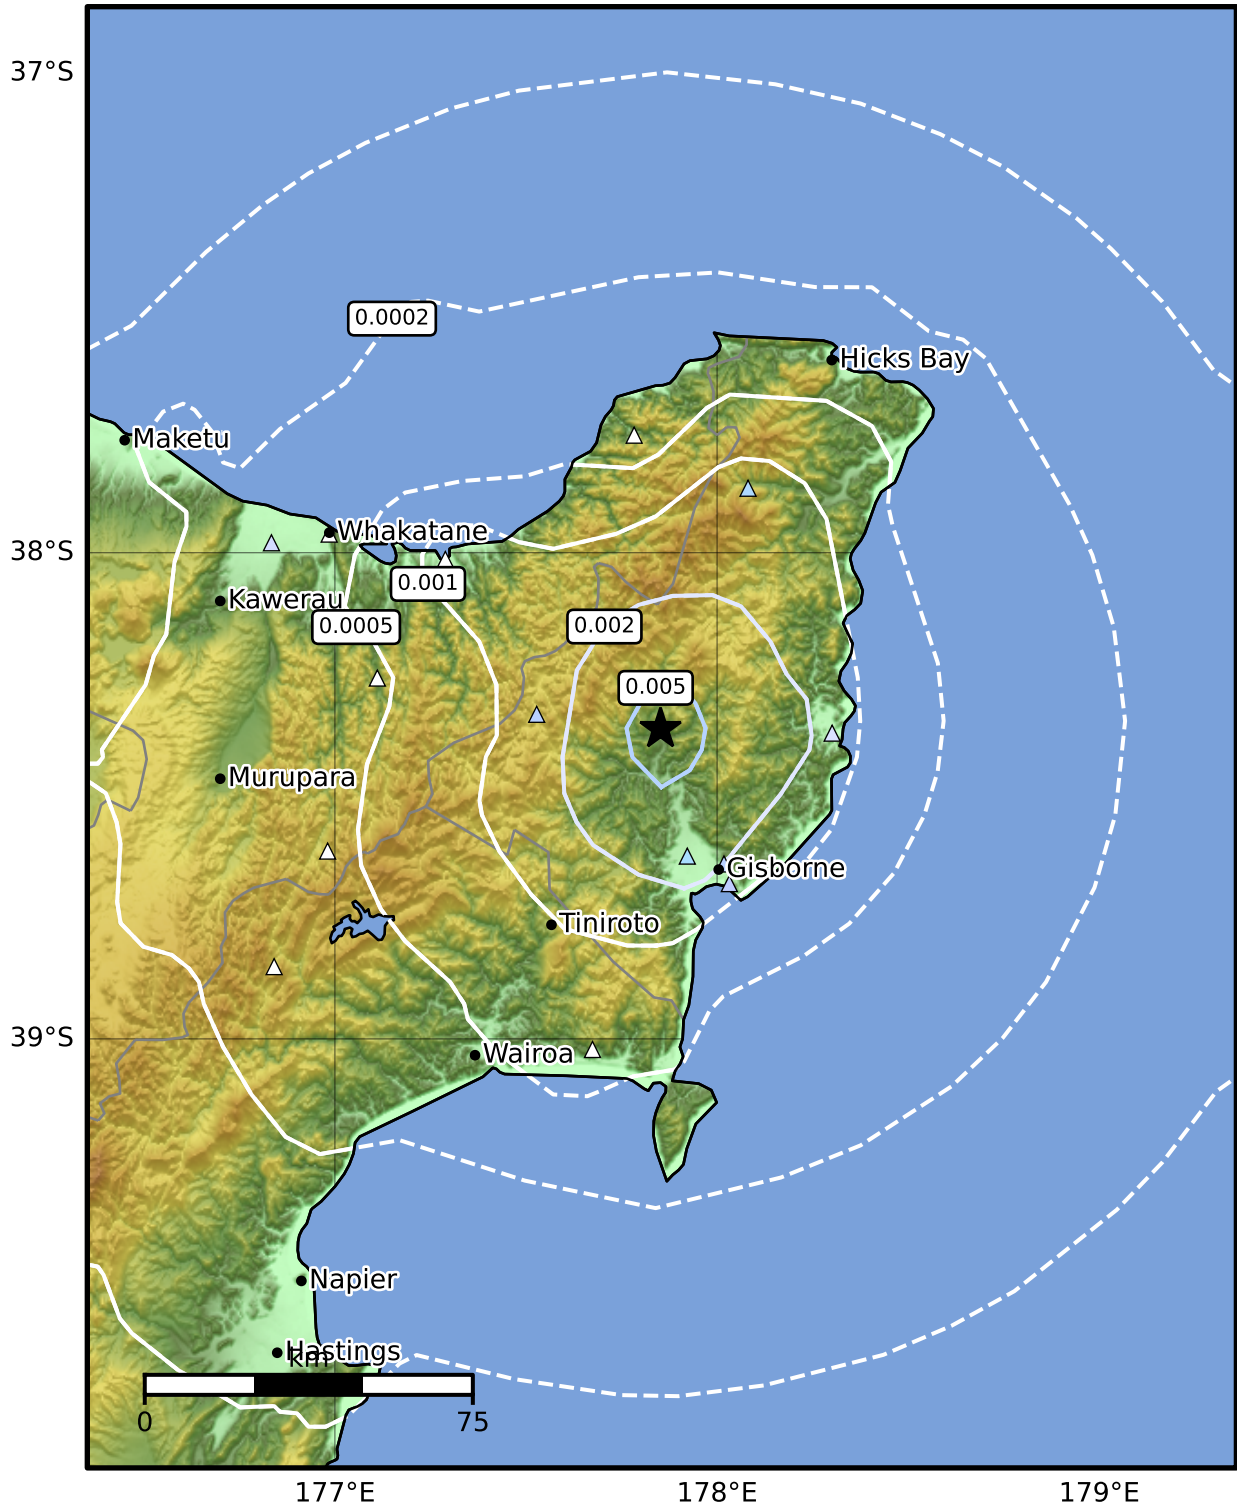 37°S
0.0002
Hicks Bay
Maketu
Whakatane
38°S
0.001
Kawerau
0.0005
0.002
0.005
Murupara
Gisborne
Tiniroto
39°S
Wairoa
Napier
Hastings
km
0
75
177°E
178°E
179°E